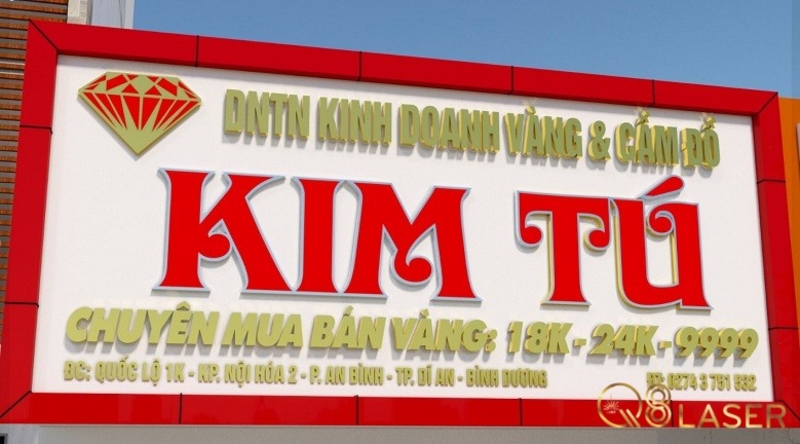 DNTN KINH DOANH VÀNG & CẦM ĐỒ
KIM TÚ
CHUYÊN MUA BÁN VÀNG: 18K - 24K - 9999
ĐC: QUỐC LỘ 1K - KP. NỘI HÓA 2 - P. AN BÌNH - TP. DĨ AN - BÌNH DƯƠNG
ĐT: 0274 3 751 552
Q8 LASER